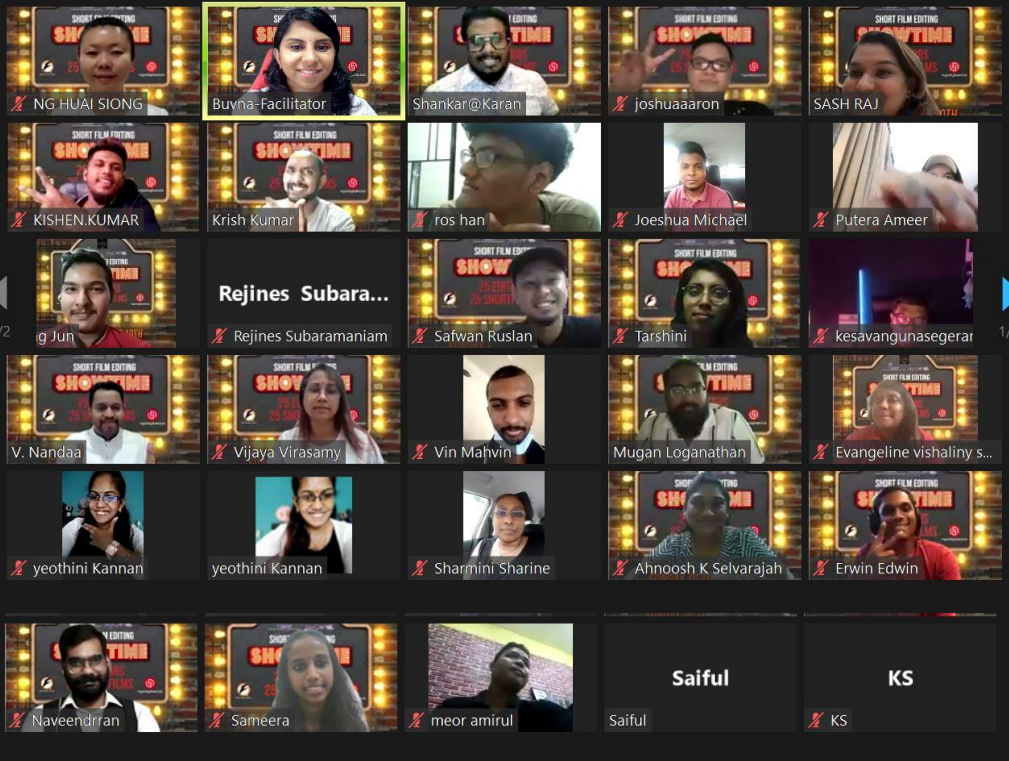 SHORT FILM EDITING
SHOWTIME
NG HUAI SIONG
Buvna-Facilitator
Shankar@Karan
joshuaaaron
SASH RAJ
KISHEN.KUMAR
Krish Kumar
ros han
Joeshua Michael
Putera Ameer
g Jun
Rejines Subara...
Rejines Subaramaniam
Safwan Ruslan
Tarshini
kesavangunasegerar
V. Nandaa
Vijaya Virasamy
Vin Mahvin
Mugan Loganathan
Evangeline vishaliny s...
yeothini Kannan
yeothini Kannan
Sharmini Sharine
Ahnoosh K Selvarajah
Erwin Edwin
Naveendrran
Sameera
meor amirul
Saiful
Saiful
KS
KS